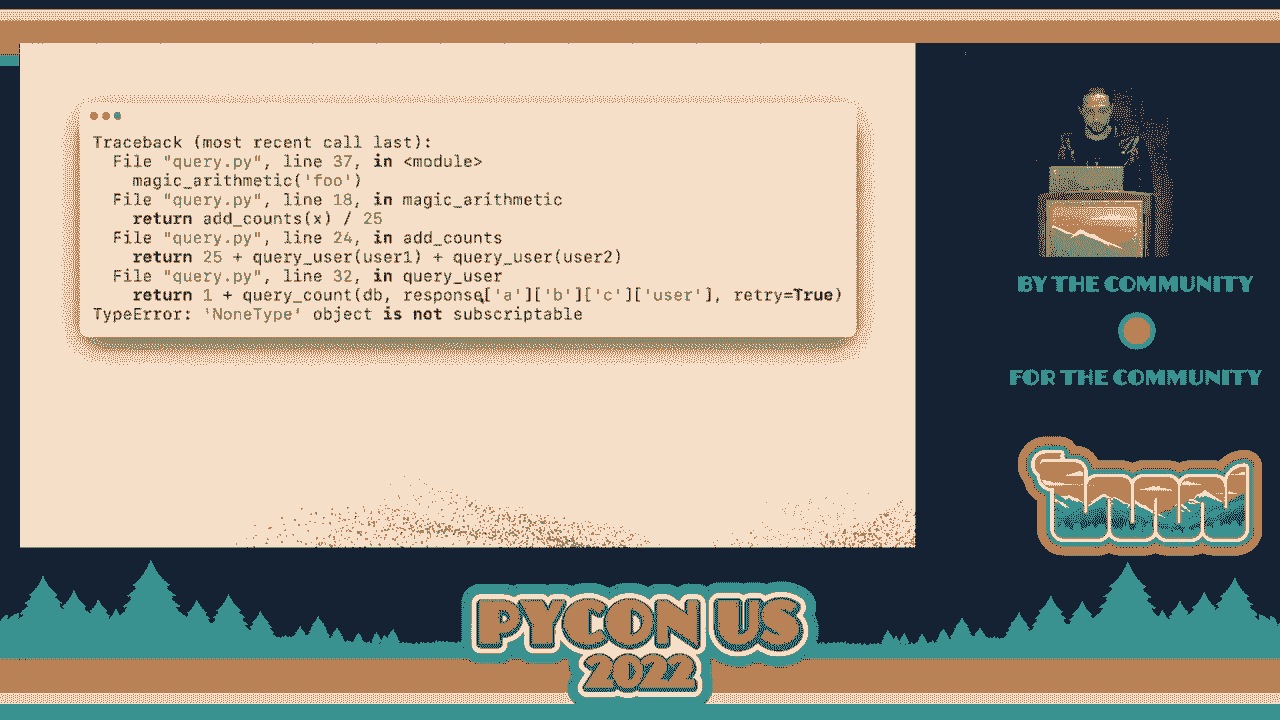 Traceback (most recent call last):
  File "query.py", line 37, in <module>
    magic_arithmetic('foo')
  File "query.py", line 18, in magic_arithmetic
    return add_counts(x) / 25
  File "query.py", line 24, in add_counts
    return 25 + query_user(user1) + query_user(user2)
  File "query.py", line 32, in query_user
    return 1 + query_count(db, response['a']['b']['c']['user'], retry=True)
TypeError: 'NoneType' object is not subscriptable
BY THE COMMUNITY
FOR THE COMMUNITY
PYCON US
2022